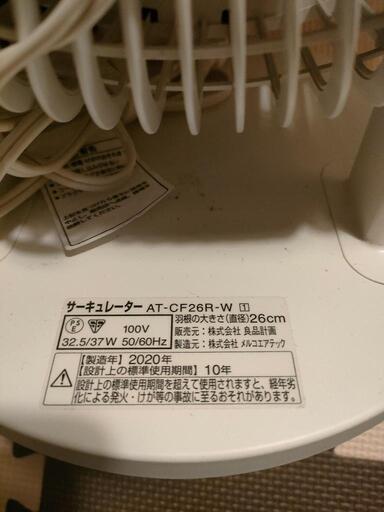 サーキュレーター AT-CF26R-W 1
PSE 100V
32.5/37W 50/60Hz
羽根の大きさ(直径)26cm
販売元：株式会社 良品計画
製造元：株式会社 メルコエアテック
【製造年】2020年
【設計上の標準使用期間】10年
設計上の標準使用期間を超えて使用されますと、経年劣
化による発火・けが等の事故に至るおそれがあります。